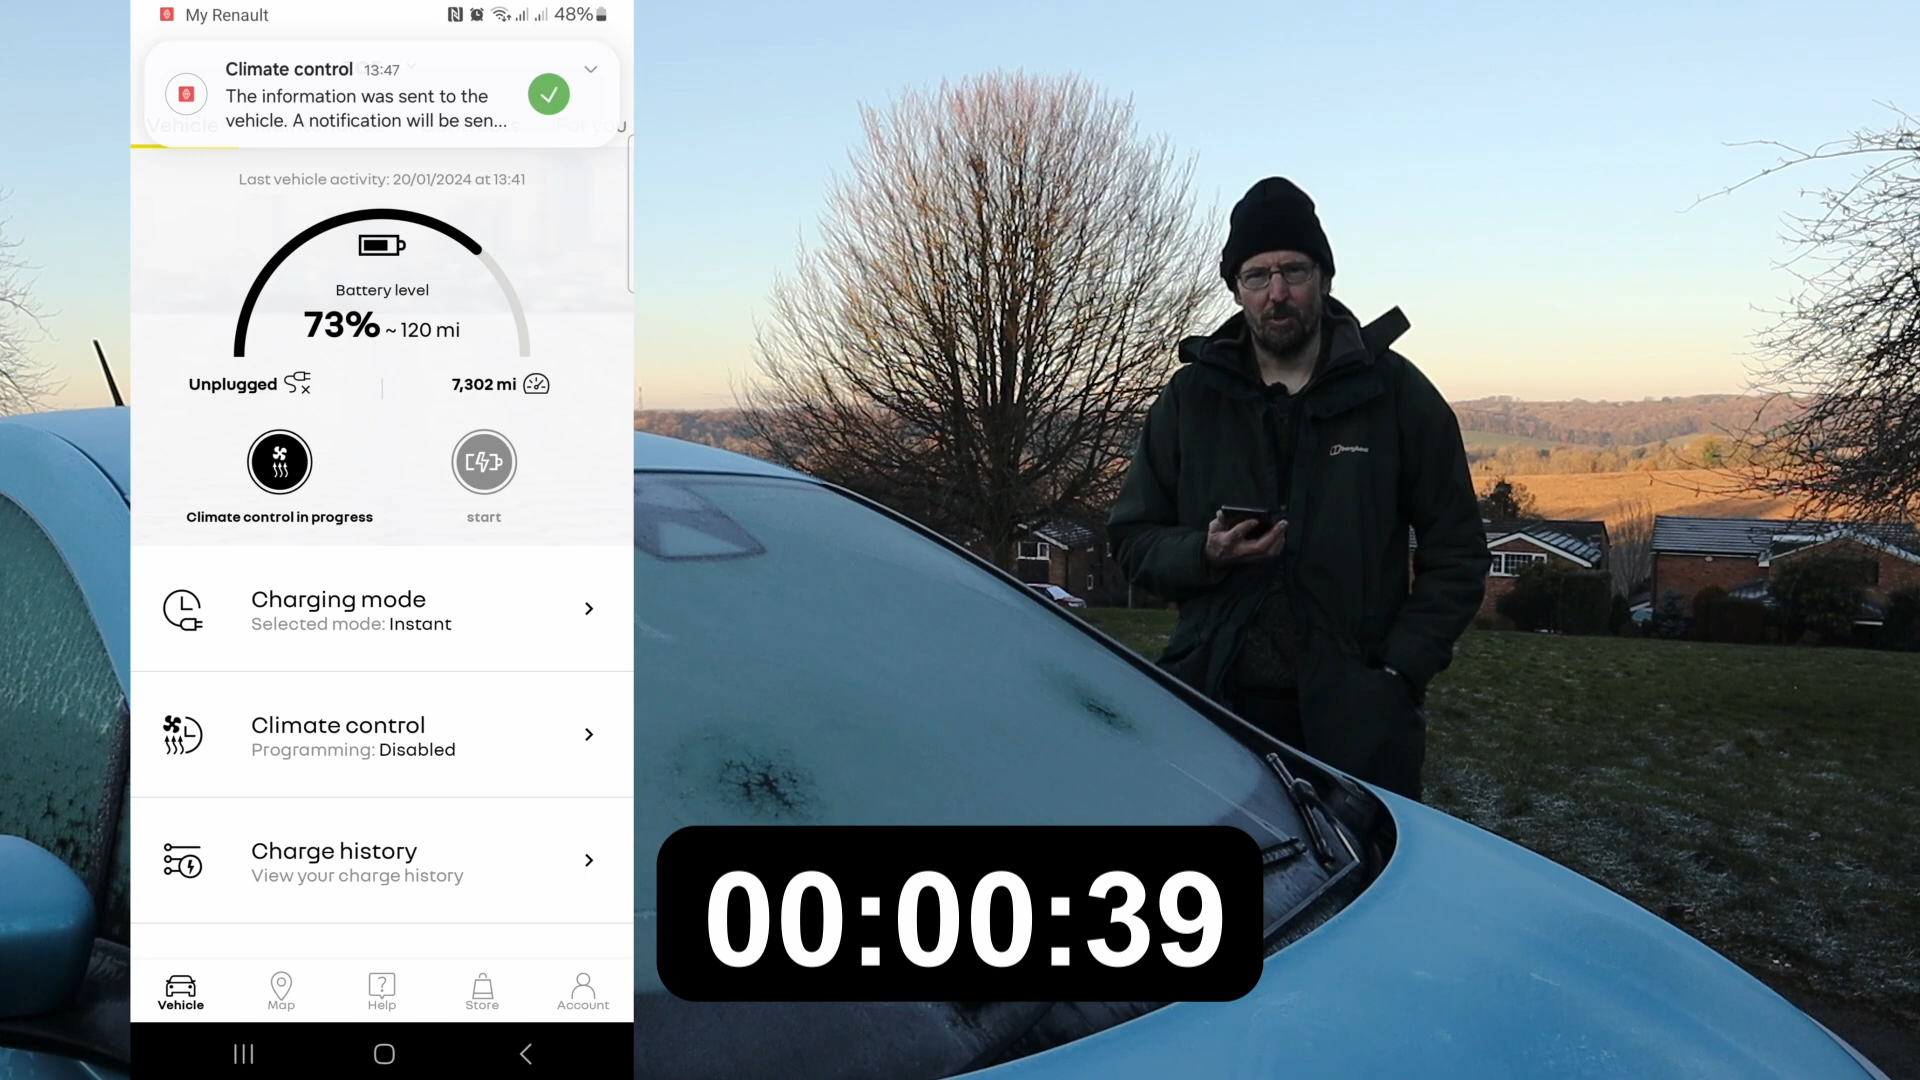 My Renault
48%
Climate control 13:47
The information was sent to the
vehicle. A notification will be sen...
Vehicle
Last vehicle activity: 20/01/2024 at 13:41
Battery level
73% ~ 120 mi
Unplugged
7,302 mi
Climate control in progress
start
Charging mode
Selected mode: Instant
Climate control
Programming: Disabled
Charge history
View your charge history
Vehicle
Map
Help
Store
Account
berghaus
00:00:39